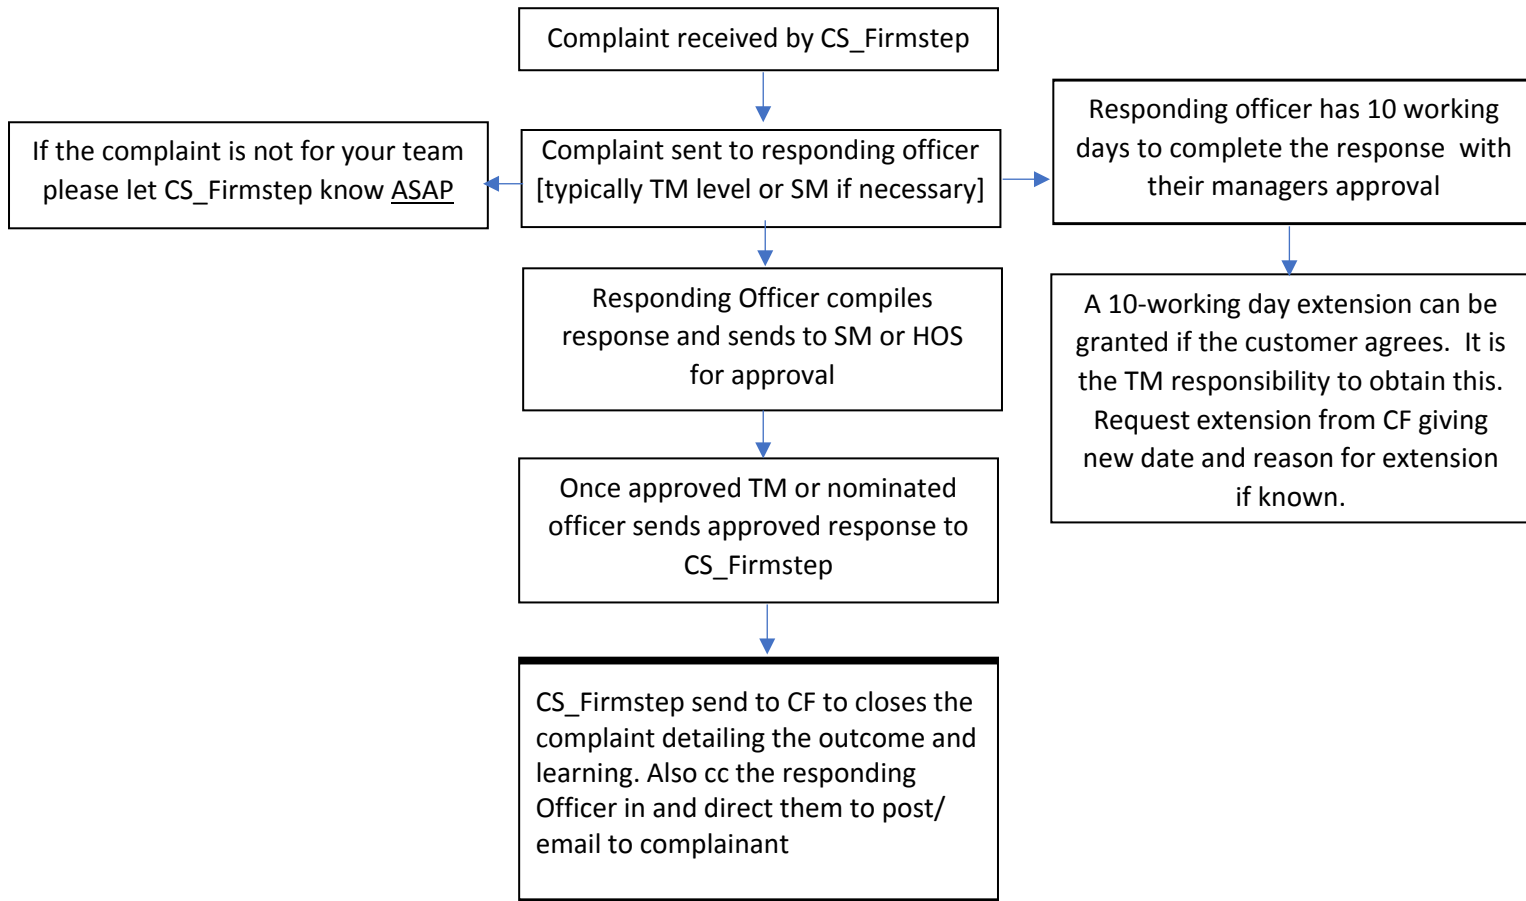 Complaint received by CS_Firmstep
If the complaint is not for your team
please let CS_Firmstep know ASAP
Complaint sent to responding officer
[typically TM level or SM if necessary]
Responding officer has 10 working
days to complete the response  with
their managers approval
Responding Officer compiles
response and sends to SM or HOS
for approval
A 10-working day extension can be
granted if the customer agrees.  It is
the TM responsibility to obtain this.
Request extension from CF giving
new date and reason for extension
if known.
Once approved TM or nominated
officer sends approved response to
CS_Firmstep
CS_Firmstep send to CF to closes the
complaint detailing the outcome and
learning. Also cc the responding
Officer in and direct them to post/
email to complainant